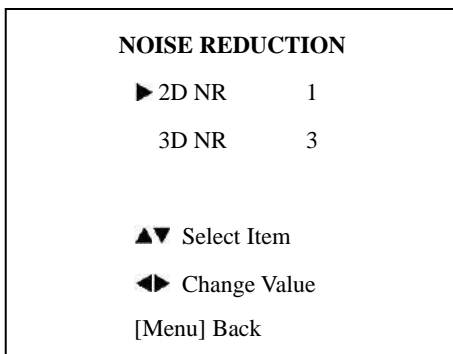 NOISE REDUCTION
▶ 2D NR 1
3D NR 3
▲▼ Select Item
◀▶ Change Value
[Menu] Back